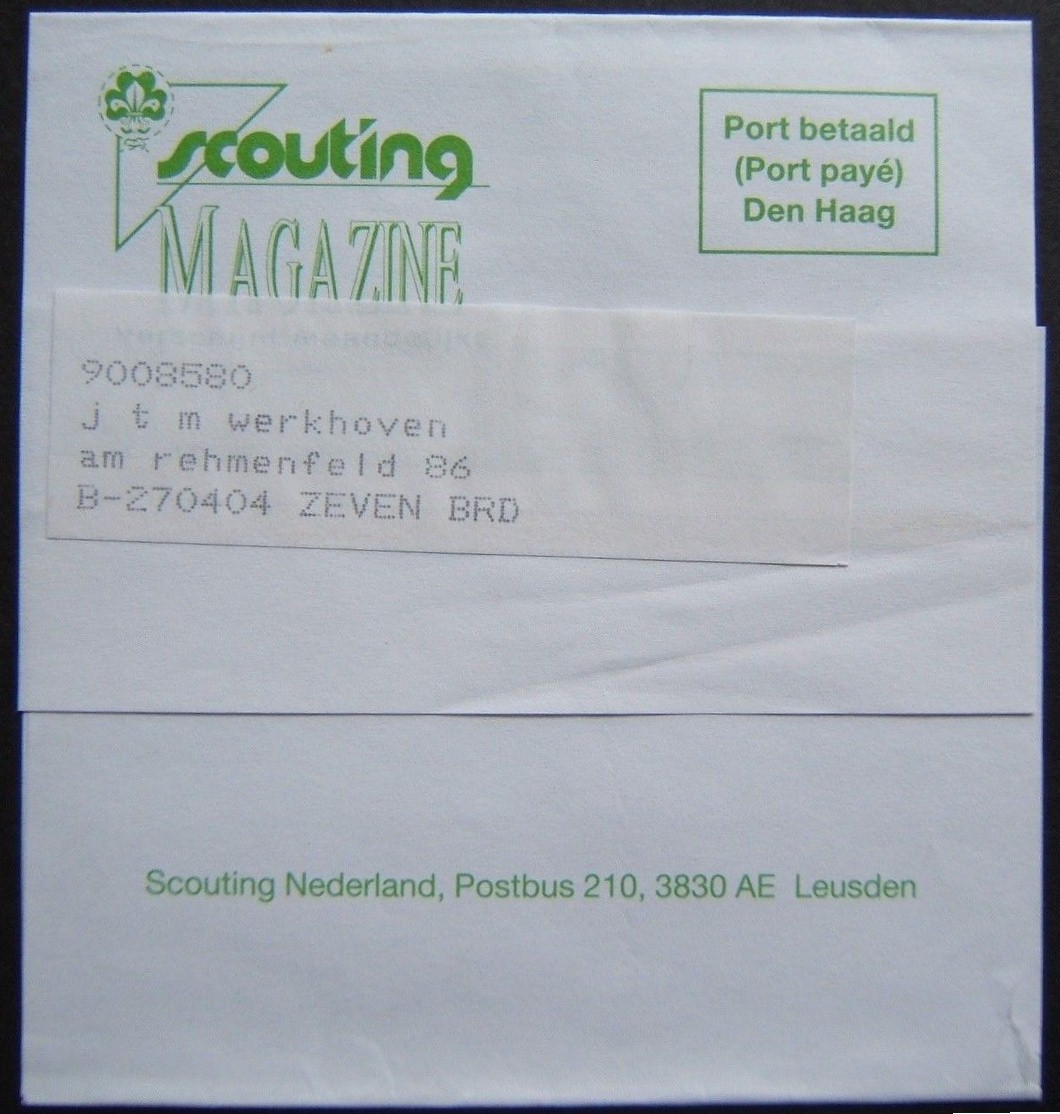 scouting
MAGAZINE
Port betaald
(Port payé)
Den Haag
9008580
j t m werkhoven
am rehmenfeld 86
B-270404 ZEVEN BRD
Scouting Nederland, Postbus 210, 3830 AE Leusden